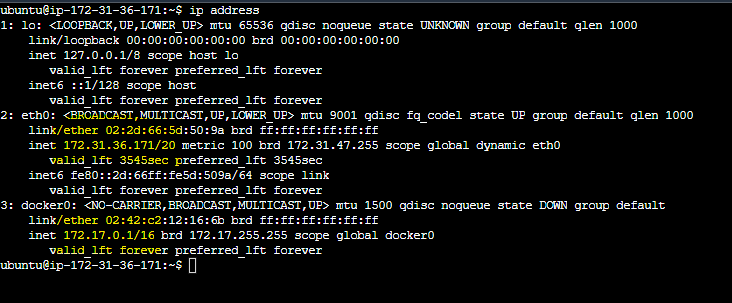 ubuntu@ip-172-31-36-171:~$ ip address
1: lo: <LOOPBACK,UP,LOWER_UP> mtu 65536 qdisc noqueue state UNKNOWN group default qlen 1000
    link/loopback 00:00:00:00:00:00 brd 00:00:00:00:00:00
    inet 127.0.0.1/8 scope host lo
       valid_lft forever preferred_lft forever
    inet6 ::1/128 scope host
       valid_lft forever preferred_lft forever
2: eth0: <BROADCAST,MULTICAST,UP,LOWER_UP> mtu 9001 qdisc fq_codel state UP group default qlen 1000
    link/ether 02:2d:66:5d:50:9a brd ff:ff:ff:ff:ff:ff
    inet 172.31.36.171/20 metric 100 brd 172.31.47.255 scope global dynamic eth0
       valid_lft 3545sec preferred_lft 3545sec
    inet6 fe80::2d:66ff:fe5d:509a/64 scope link
       valid_lft forever preferred_lft forever
3: docker0: <NO-CARRIER,BROADCAST,MULTICAST,UP> mtu 1500 qdisc noqueue state DOWN group default
    link/ether 02:42:c2:12:16:6b brd ff:ff:ff:ff:ff:ff
    inet 172.17.0.1/16 brd 172.17.255.255 scope global docker0
       valid_lft forever preferred_lft forever
ubuntu@ip-172-31-36-171:~$